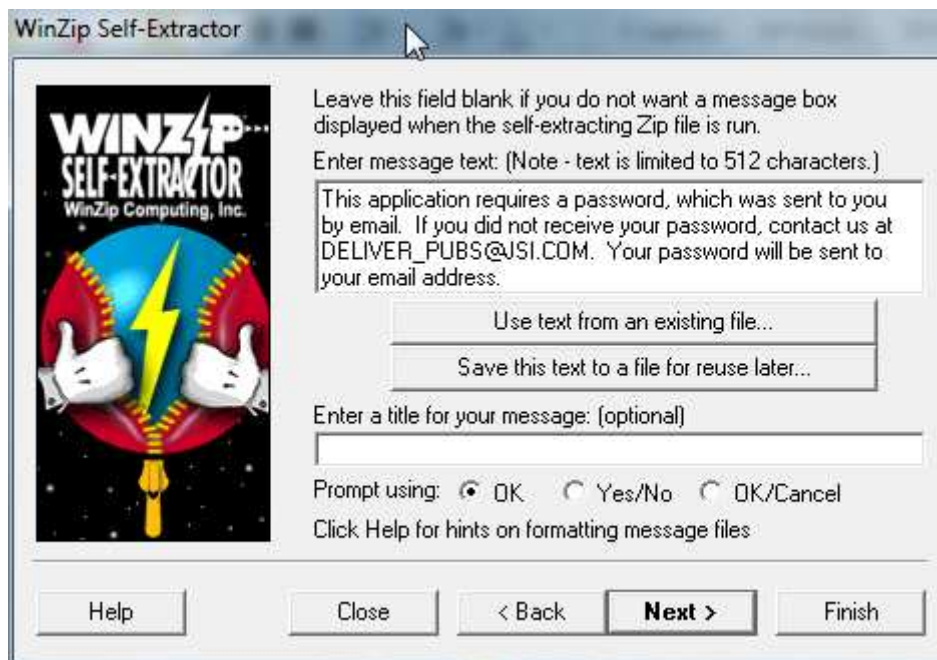 WinZip Self-Extractor
WINZIP
SELF-EXTRACTOR
WinZip Computing, Inc.
Leave this field blank if you do not want a message box
displayed when the self-extracting Zip file is run.
Enter message text: (Note - text is limited to 512 characters.)
This application requires a password, which was sent to you
by email.  If you did not receive your password, contact us at
DELIVER_PUBS@JSI.COM.  Your password will be sent to
your email address.
Use text from an existing file...
Save this text to a file for reuse later...
Enter a title for your message: (optional)
Prompt using: OK Yes/No OK/Cancel
Click Help for hints on formatting message files
Help Close < Back Next > Finish